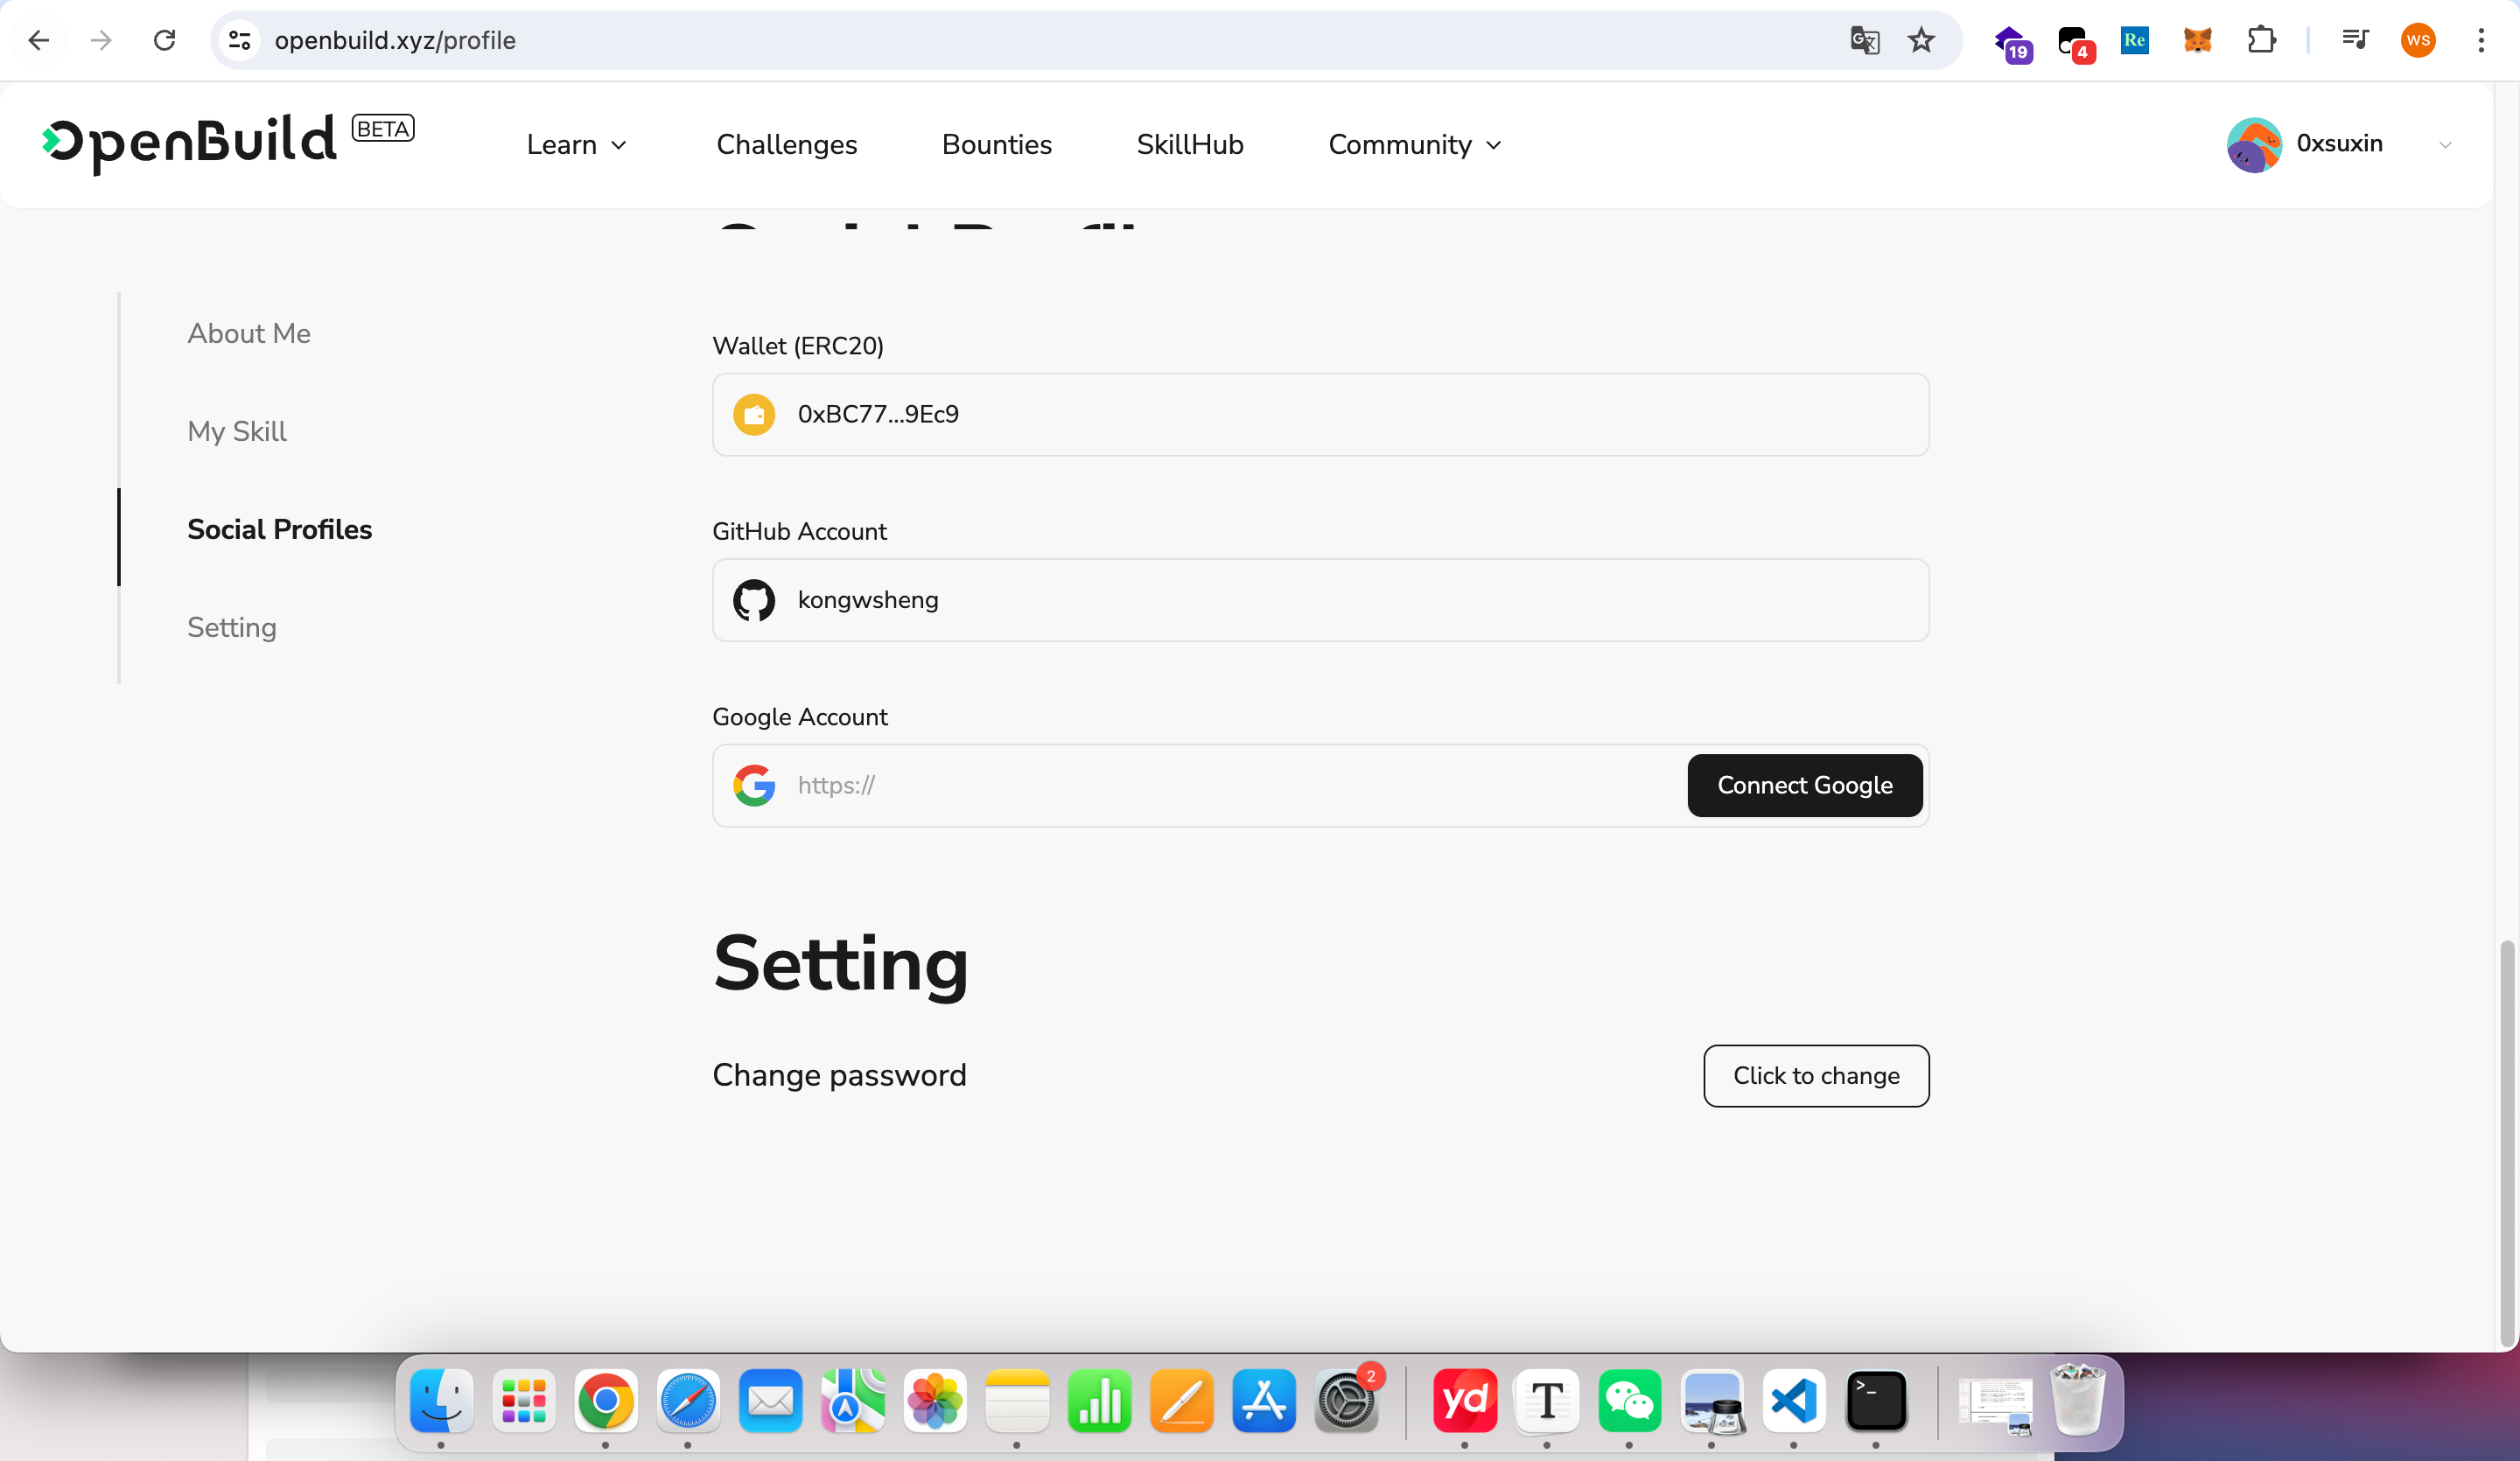 openbuild.xyz/profile
19
4
Re
WS
OpenBuild BETA
Learn
Challenges
Bounties
SkillHub
Community
0xsuxin
About Me
My Skill
Social Profiles
Setting
Wallet (ERC20)
0xBC77...9Ec9
GitHub Account
kongwsheng
Google Account
https://
Connect Google
Setting
Change password
Click to change
2
yd
T
>_